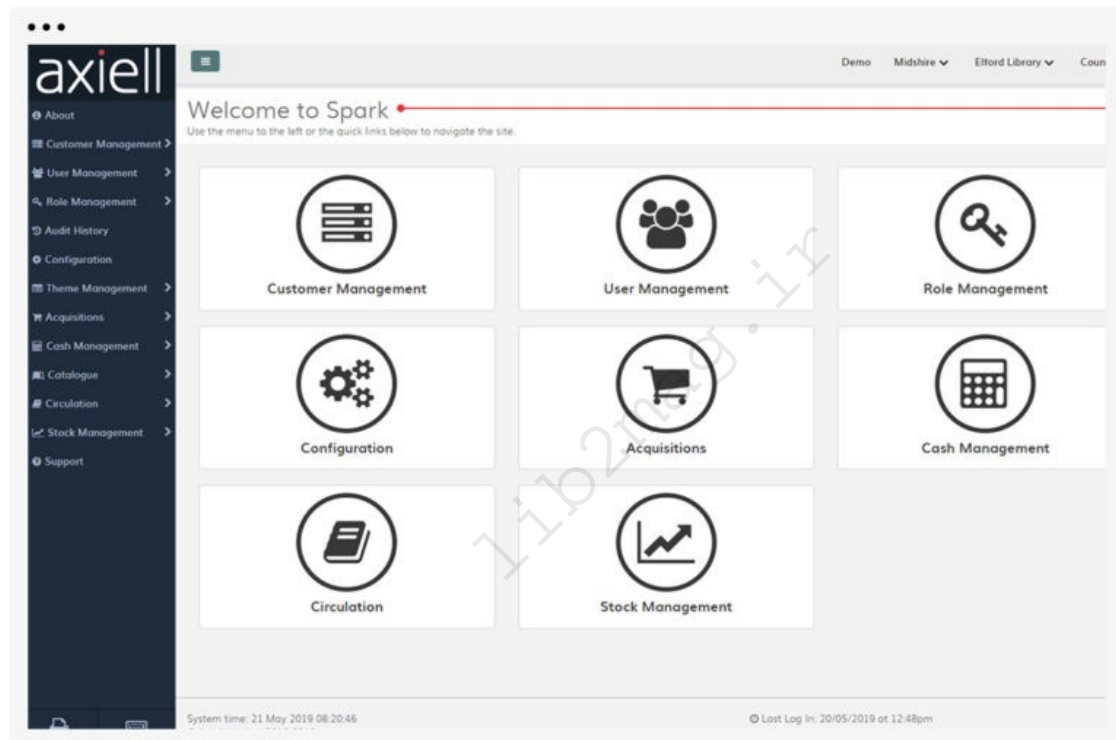 axiell
Demo Midshire Elford Library Coun
Welcome to Spark
Use the menu to the left or the quick links below to navigate the site.
About
Customer Management
User Management
Role Management
Audit History
Configuration
Theme Management
Acquisitions
Cash Management
Catalogue
Circulation
Stock Management
Support
Customer Management User Management Role Management
Configuration Acquisitions Cash Management
Circulation Stock Management
lib2mag.ir
System time: 21 May 2019 08:20:46 Last Log In: 20/05/2019 at 12:48pm